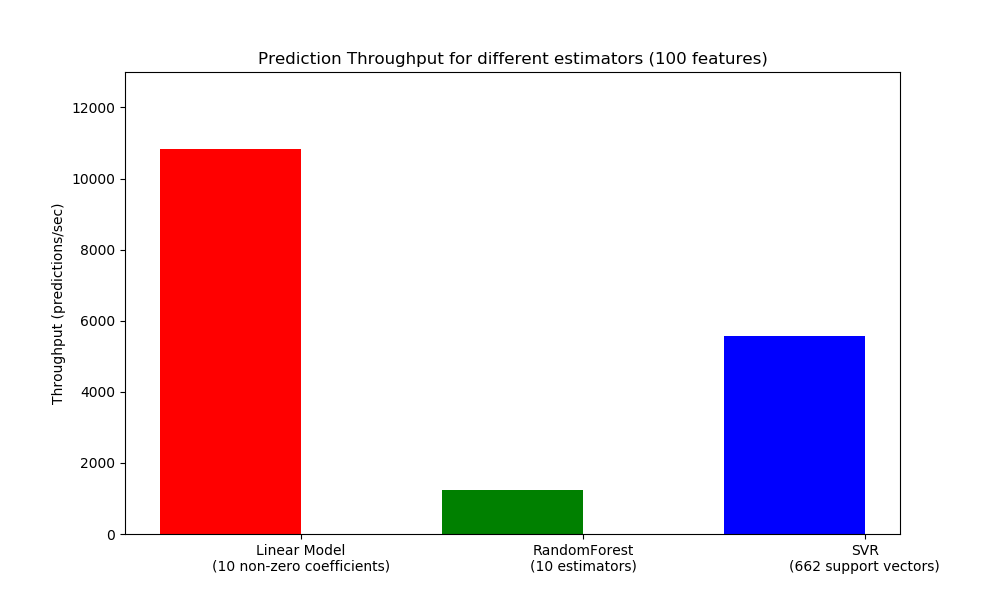 Prediction Throughput for different estimators (100 features)
Throughput (predictions/sec)
12000
10000
8000
6000
4000
2000
0
Linear Model
(10 non-zero coefficients)
RandomForest
(10 estimators)
SVR
(662 support vectors)